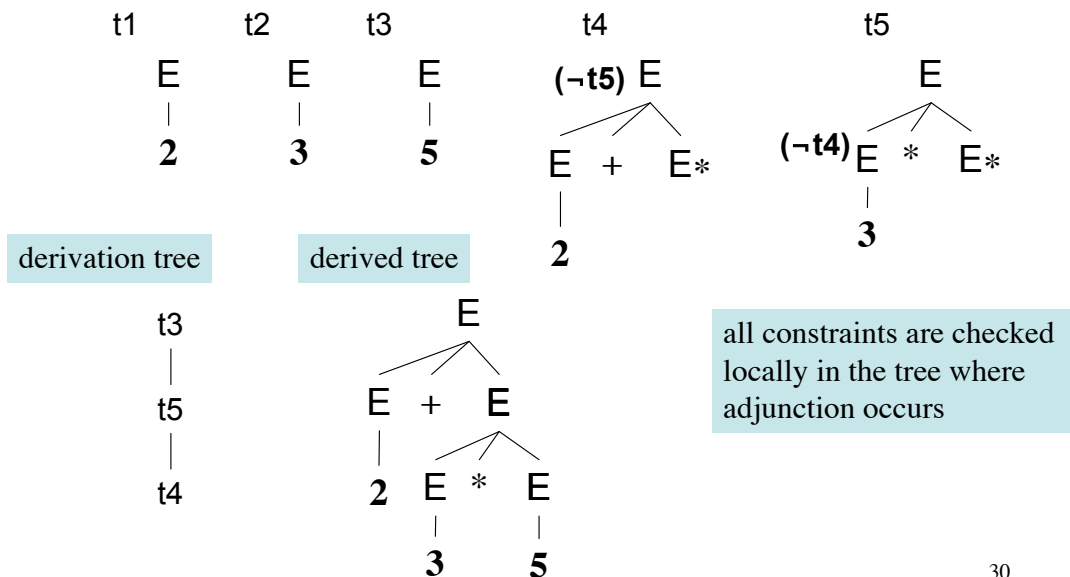 t1 t2 t3 t4 t5
E E E (¬t5) E E
2 3 5 E + E* (¬t4) E * E*
2 3
derivation tree derived tree
t3 E
t5 E + E
t4 2 E * E
3 5
all constraints are checked
locally in the tree where
adjunction occurs
30